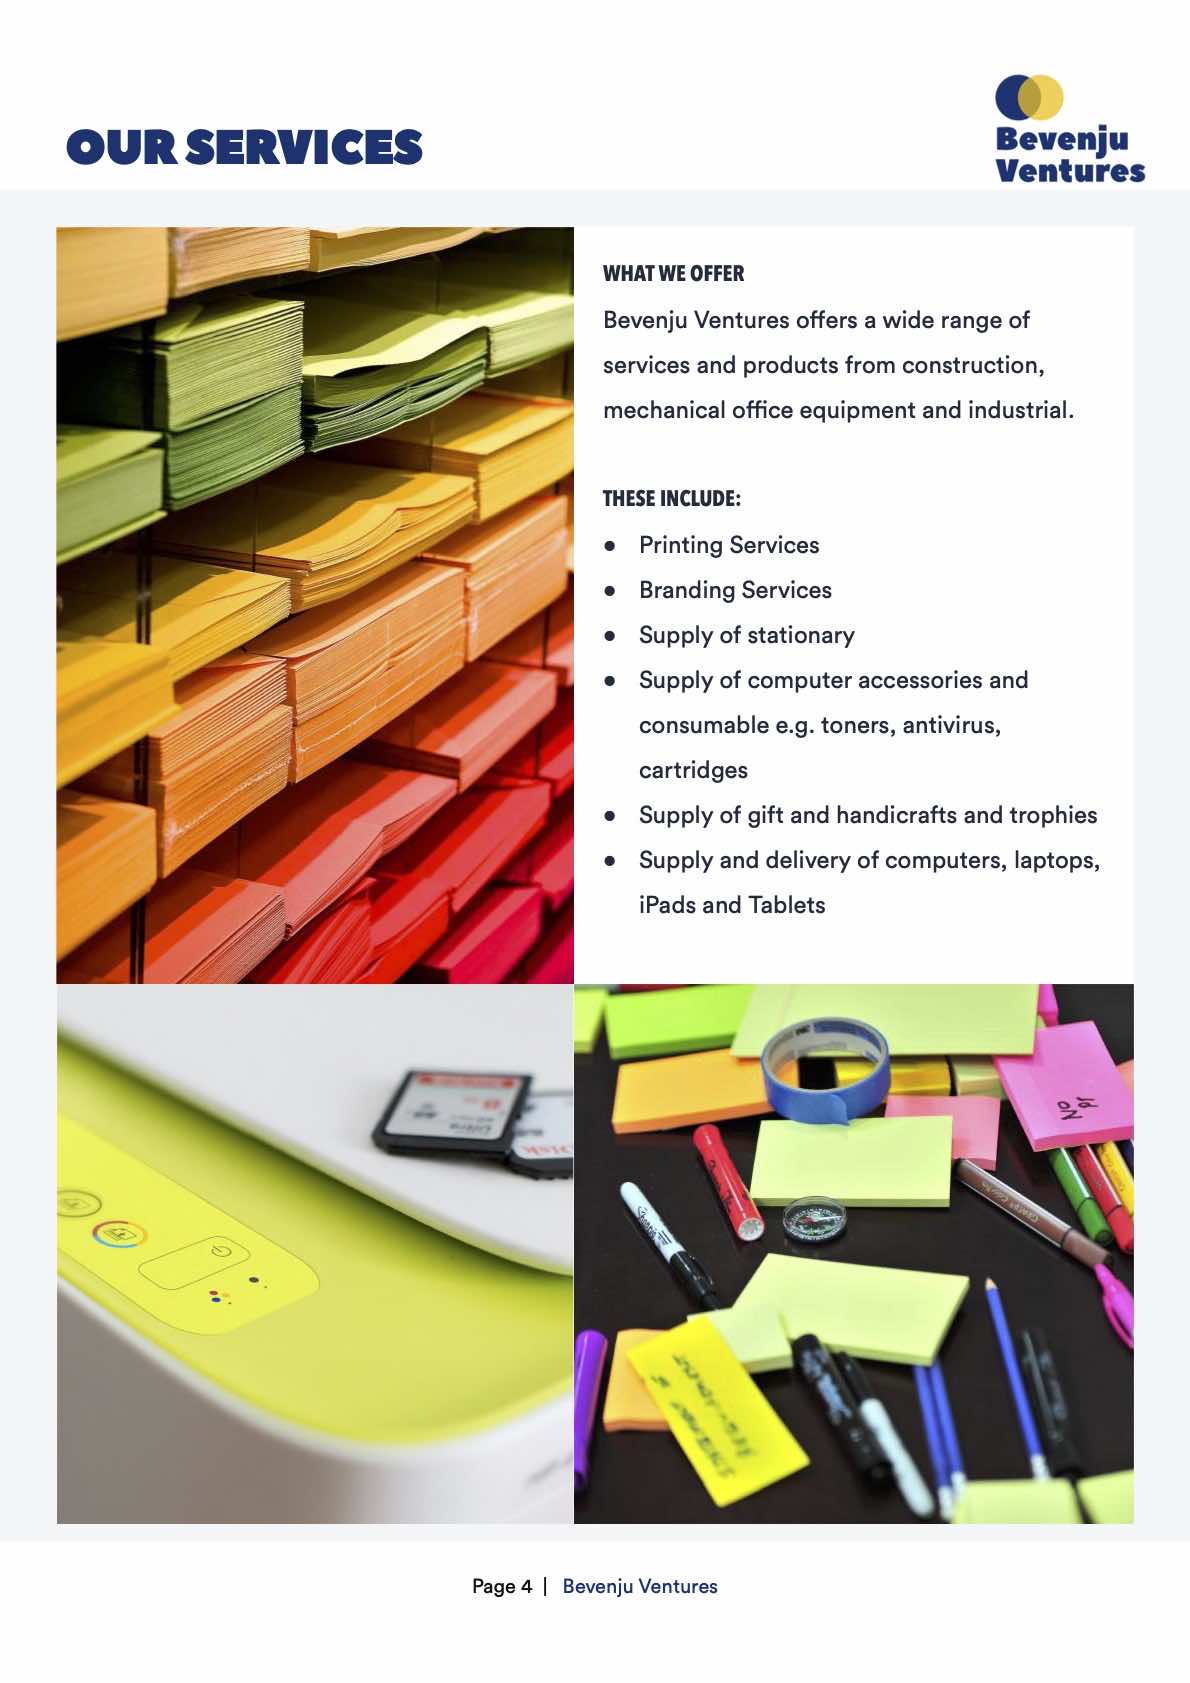 OUR SERVICES
Bevenju
Ventures
WHAT WE OFFER
Bevenju Ventures offers a wide range of
services and products from construction,
mechanical office equipment and industrial.
THESE INCLUDE:
● Printing Services
● Branding Services
● Supply of stationary
● Supply of computer accessories and
consumable e.g. toners, antivirus,
cartridges
● Supply of gift and handicrafts and trophies
● Supply and delivery of computers, laptops,
iPads and Tablets
Ultra
Sharpie
Page 4 | Bevenju Ventures